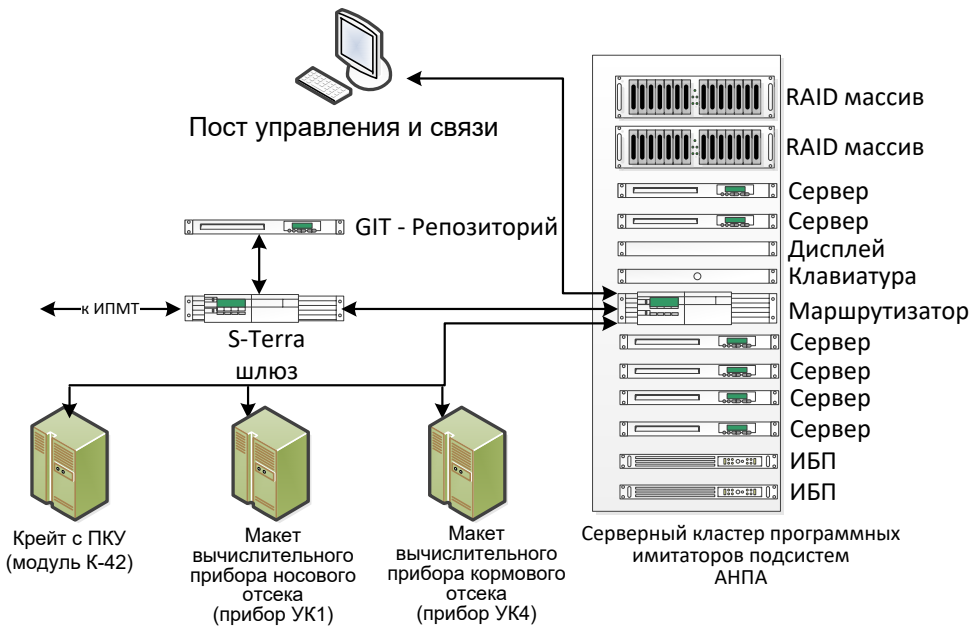 Пост управления и связи
RAID массив
RAID массив
Сервер
Сервер
Дисплей
Клавиатура
Маршрутизатор
Сервер
Сервер
Сервер
Сервер
ИБП
ИБП
Серверный кластер программных
имитаторов подсистем
АНПА
GIT - Репозиторий
к ИПМТ
S-Terra
шлюз
Крейт с ПКУ
(модуль К-42)
Макет
вычислительного
прибора носового
отсека
(прибор УК1)
Макет
вычислительного
прибора кормового
отсека
(прибор УК4)